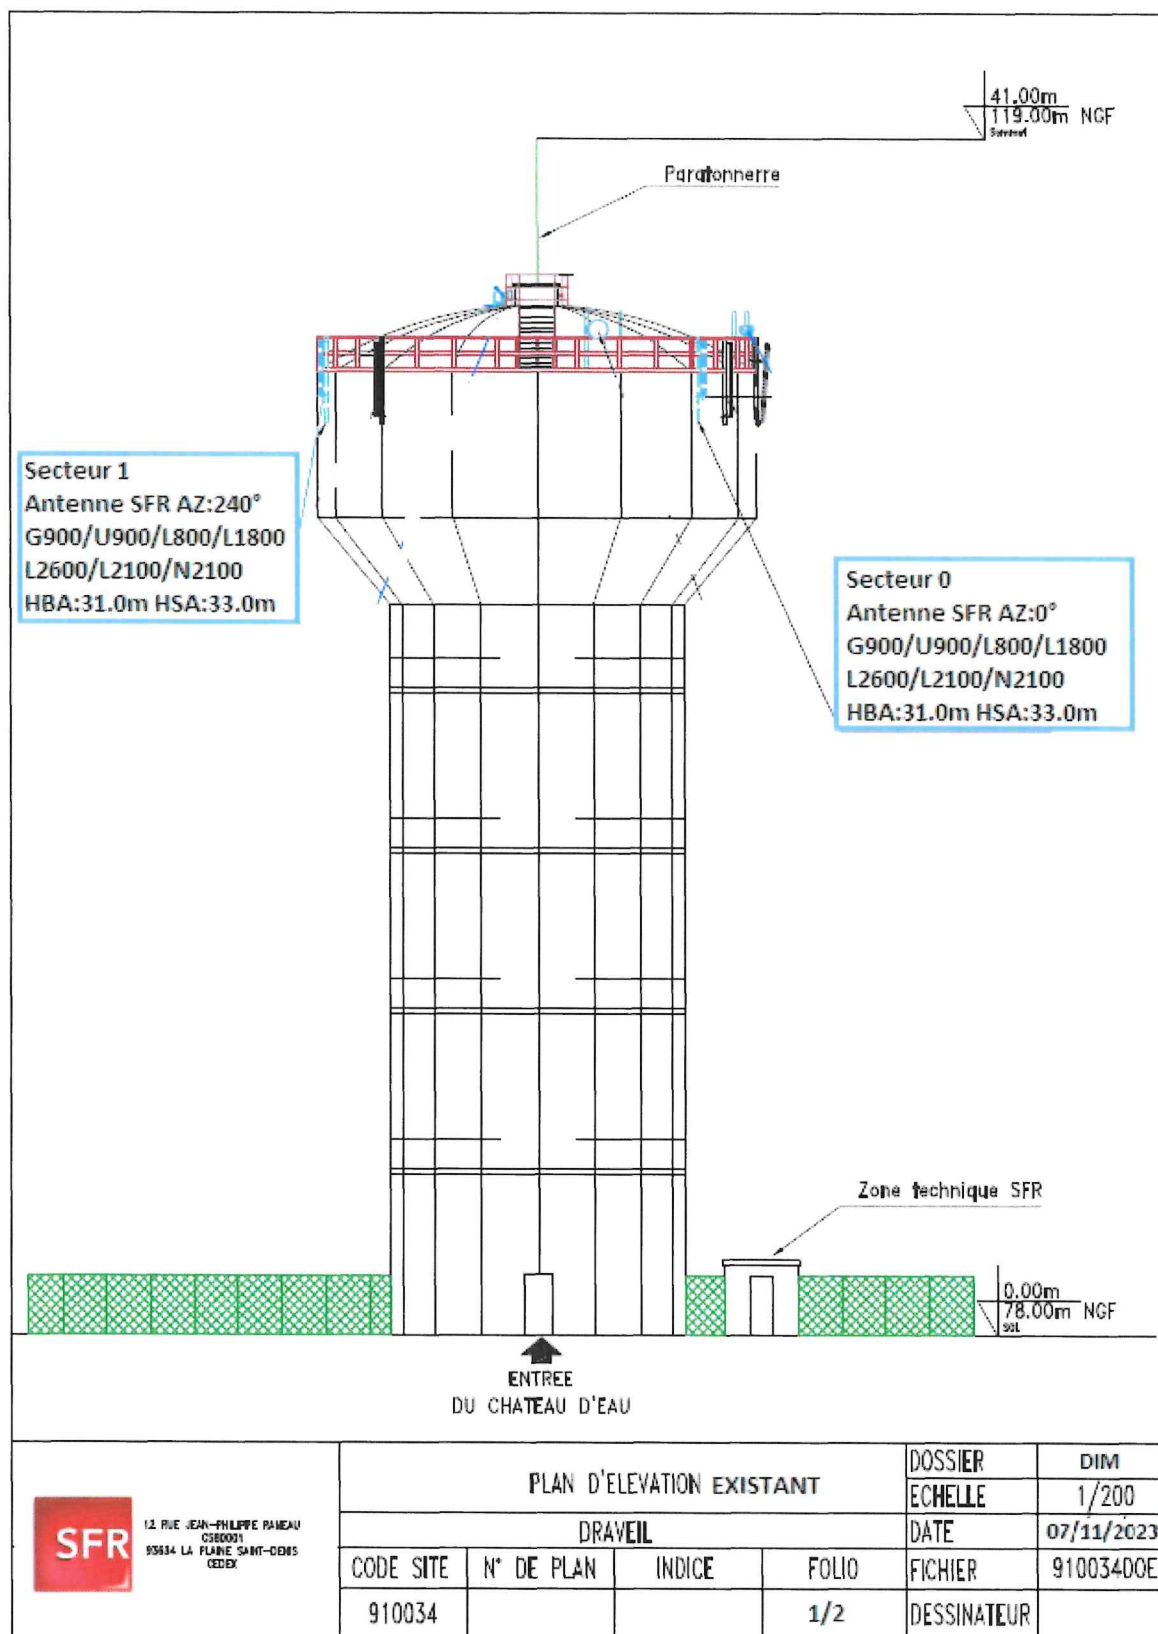 41.00m
119.00m NGF
Sommet
Paratonnerre
Secteur 1
Antenne SFR AZ:240°
G900/U900/L800/L1800
L2600/L2100/N2100
HBA:31.0m HSA:33.0m
Secteur 0
Antenne SFR AZ:0°
G900/U900/L800/L1800
L2600/L2100/N2100
HBA:31.0m HSA:33.0m
Zone technique SFR
0.00m
78.00m NGF
SOL
ENTREE
DU CHATEAU D'EAU
SFR
12 RUE JEAN-PHILIPPE RAMEAU
CS80001
93634 LA PLAINE SAINT-DENIS
CEDEX
PLAN D'ELEVATION EXISTANT
DRAVEIL
CODE SITE N° DE PLAN INDICE FOLIO
910034 1/2
DOSSIER DIM
ECHELLE 1/200
DATE 07/11/2023
FICHIER 91003400E
DESSINATEUR